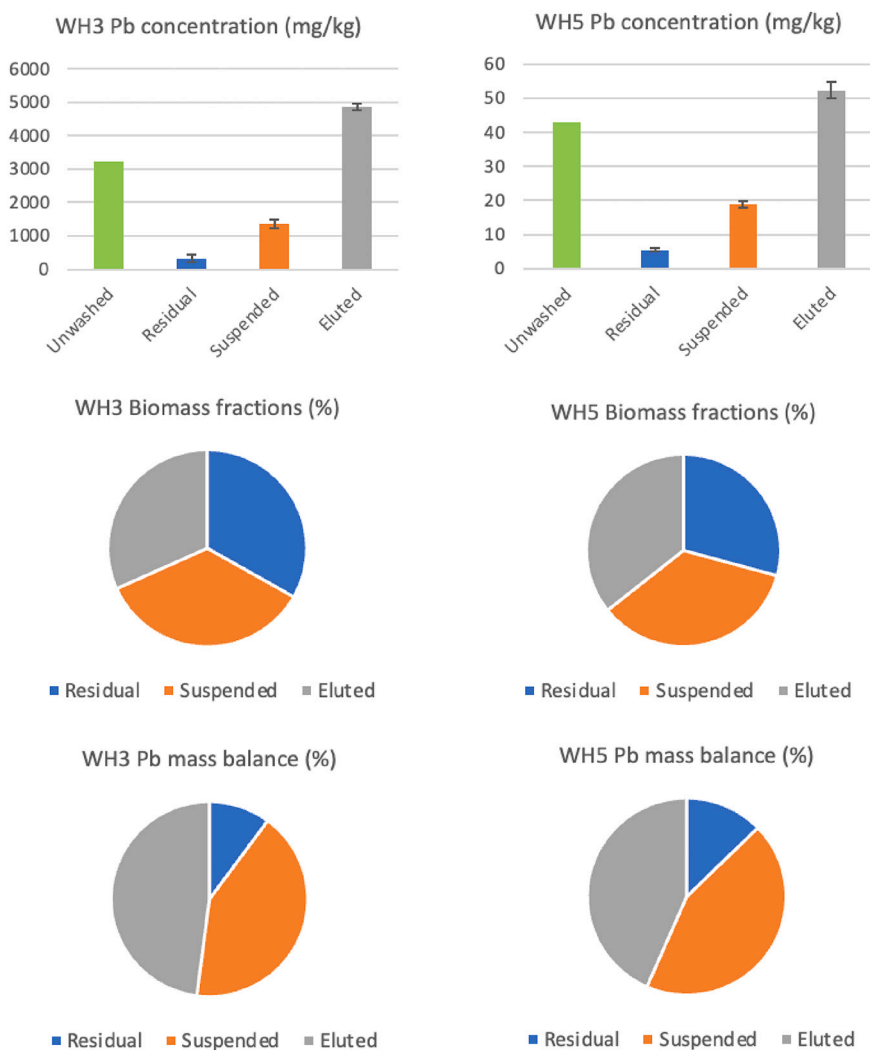 WH3 Pb concentration (mg/kg)
6000
5000
4000
3000
2000
1000
0
Unwashed
Residual
Suspended
Eluted
WH5 Pb concentration (mg/kg)
60
50
40
30
20
10
0
Unwashed
Residual
Suspended
Eluted
WH3 Biomass fractions (%)
Residual Suspended Eluted
WH5 Biomass fractions (%)
Residual Suspended Eluted
WH3 Pb mass balance (%)
Residual Suspended Eluted
WH5 Pb mass balance (%)
Residual Suspended Eluted